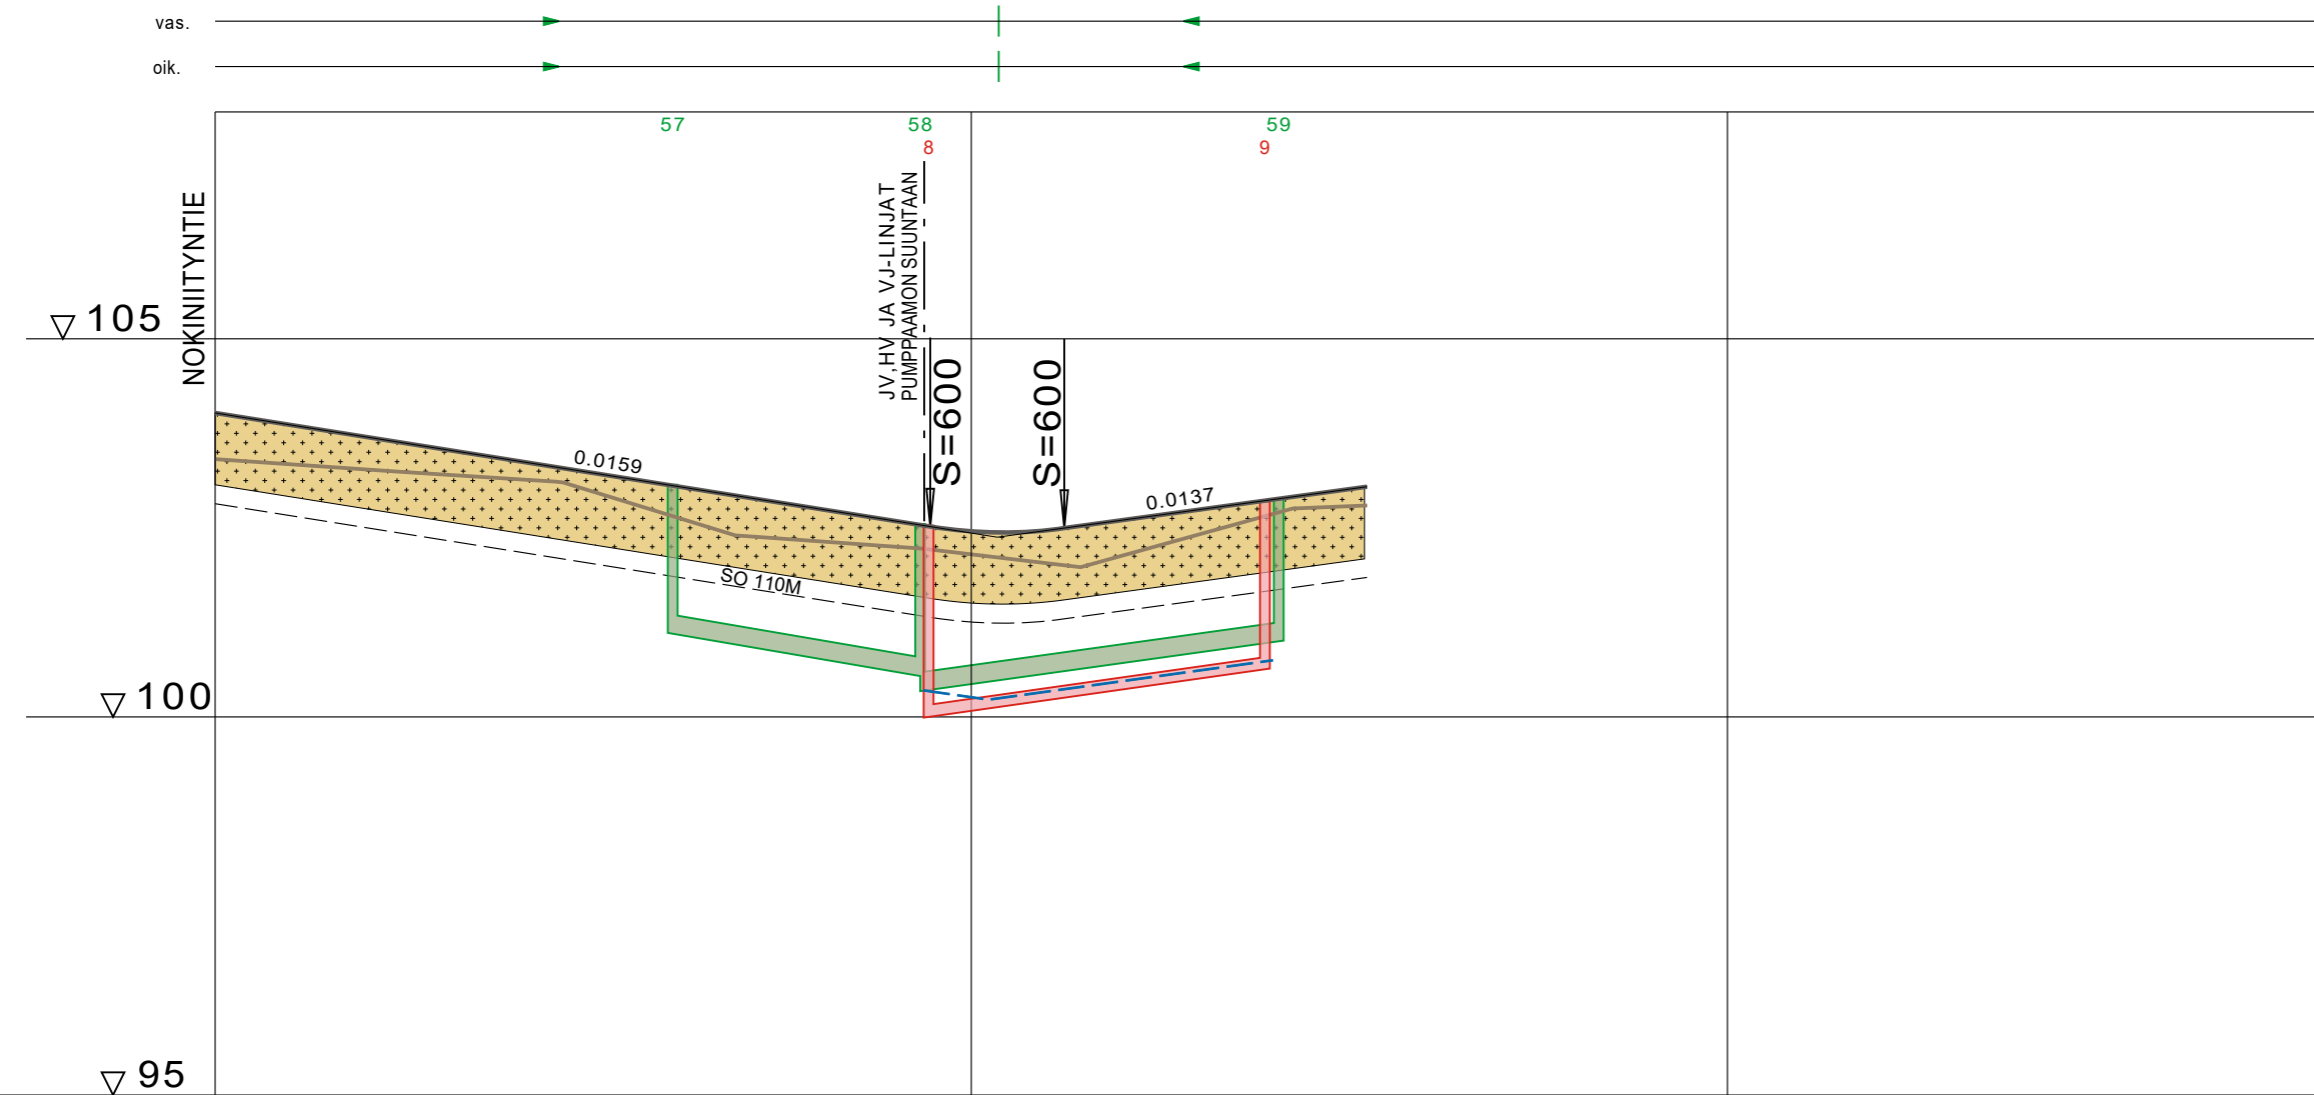 vas.
oik.
57
58
59
8
9
NOKINIITYNTIE
JV,HV JA VJ-LINJAT
PUMPPAAMON SUUNTAAN
105
S=600
S=600
0.0159
0.0137
SO 110M
100
95